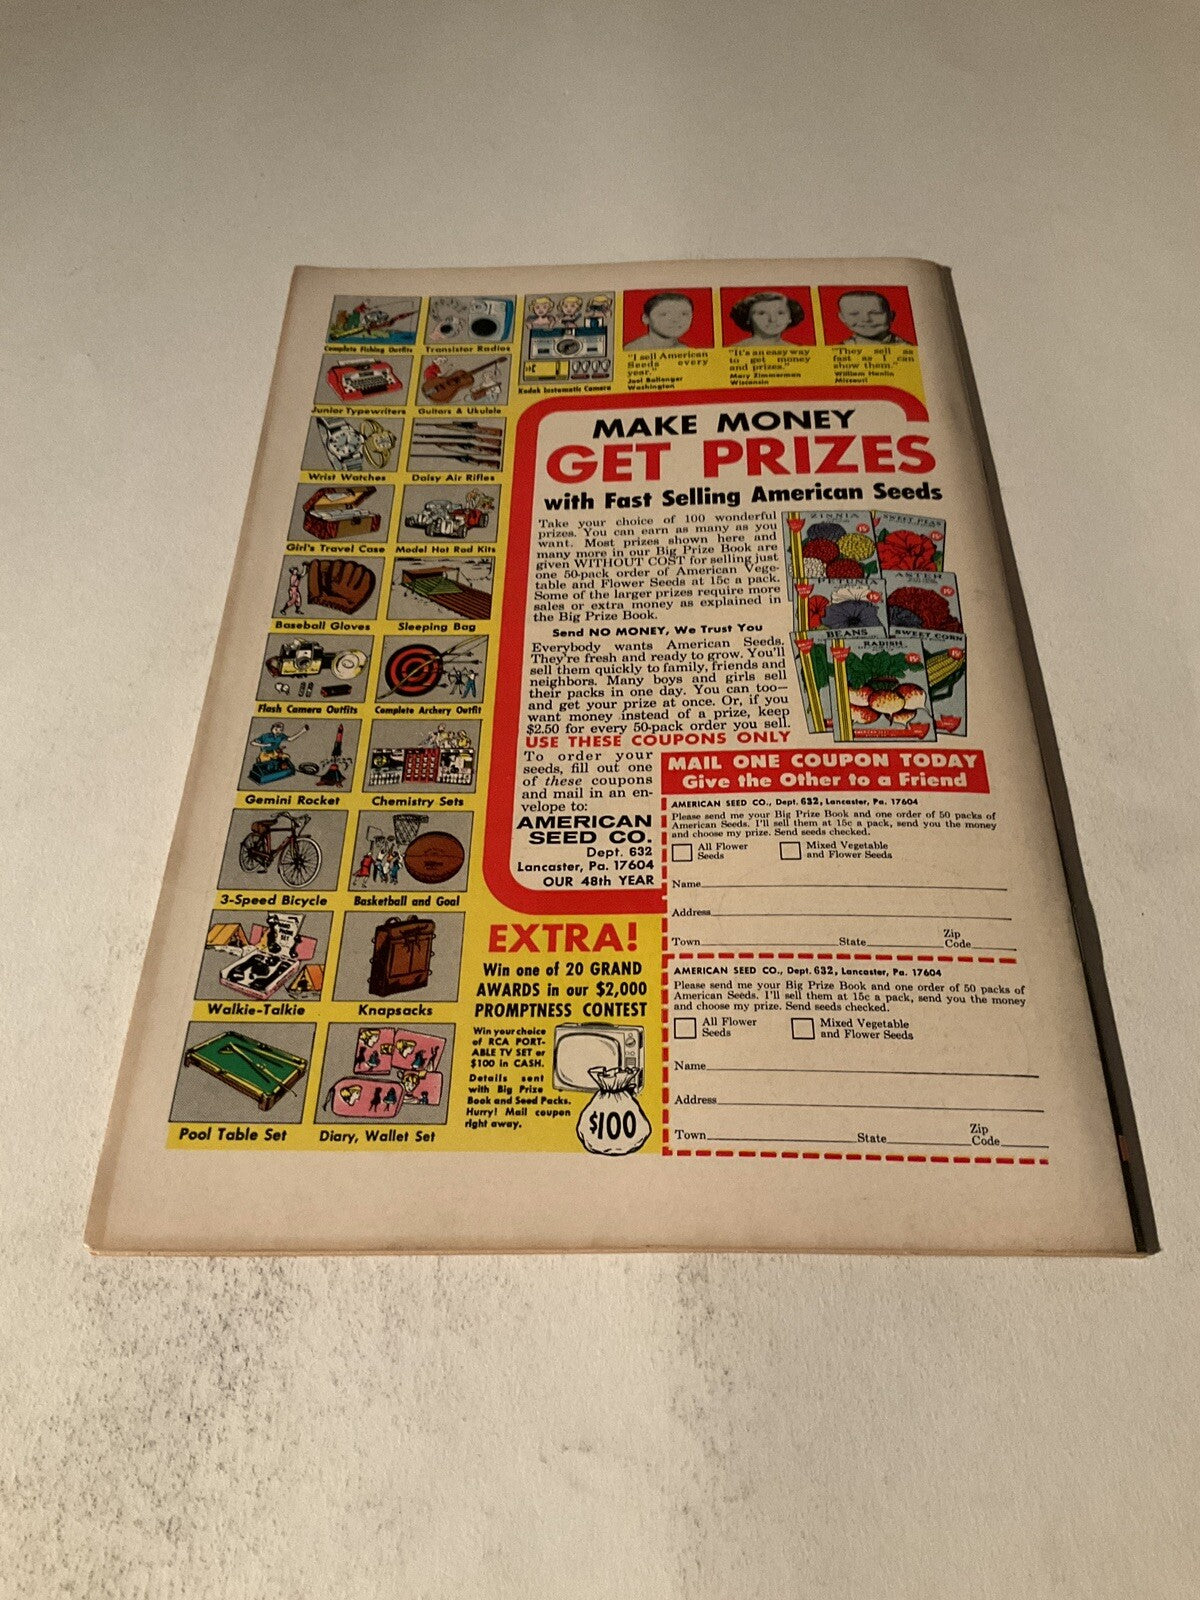 Complete Fishing Outfits
Transistor Radios
Junior Typewriters
Guitars & Ukulele
Kodak Instamatic Camera
"I sell American
Seeds every
year."
Joel Ballenger
Washington
"It's an easy way
to get money
and prizes."
Mary Zimmerman
Wisconsin
"They sell as
fast as I can
show them."
William Henlin
Missouri
Wrist Watches
Daisy Air Rifles
Girl's Travel Case
Model Hot Rod Kits
Baseball Gloves
Sleeping Bag
Flash Camera Outfits
Complete Archery Outfit
Gemini Rocket
Chemistry Sets
3-Speed Bicycle
Basketball and Goal
Walkie-Talkie
Knapsacks
Pool Table Set
Diary, Wallet Set
MAKE MONEY
GET PRIZES
with Fast Selling American Seeds
Take your choice of 100 wonderful
prizes. You can earn as many as you
want. Most prizes shown here and
many more in our Big Prize Book are
given WITHOUT COST for selling just
one 50-pack order of American Vege-
table and Flower Seeds at 15c a pack.
Some of the larger prizes require more
sales or extra money as explained in
the Big Prize Book.
Send NO MONEY, We Trust You
Everybody wants American Seeds.
They're fresh and ready to grow. You'll
sell them quickly to family, friends and
neighbors. Many boys and girls sell
their packs in one day. You can too—
and get your prize at once. Or, if you
want money instead of a prize, keep
$2.50 for every 50-pack order you sell.
USE THESE COUPONS ONLY
ZINNIA
15¢
SWEET PEAS
15¢
PETUNIA
15¢
ASTER
15¢
BEANS
SWEET CORN
RADISH
15¢
To order your
seeds, fill out one
of these coupons
and mail in an en-
velope to:
AMERICAN
SEED CO.
Dept. 632
Lancaster, Pa. 17604
OUR 48th YEAR
MAIL ONE COUPON TODAY
Give the Other to a Friend
AMERICAN SEED CO., Dept. 632, Lancaster, Pa. 17604
Please send me your Big Prize Book and one order of 50 packs of
American Seeds. I'll sell them at 15c a pack, send you the money
and choose my prize. Send seeds checked.
All Flower
Seeds
Mixed Vegetable
and Flower Seeds
Name
Address
Town State Zip
Code
AMERICAN SEED CO., Dept. 632, Lancaster, Pa. 17604
Please send me your Big Prize Book and one order of 50 packs of
American Seeds. I'll sell them at 15c a pack, send you the money
and choose my prize. Send seeds checked.
All Flower
Seeds
Mixed Vegetable
and Flower Seeds
Name
Address
Town State Zip
Code
EXTRA!
Win one of 20 GRAND
AWARDS in our $2,000
PROMPTNESS CONTEST
Win your choice
of RCA PORT-
ABLE TV SET or
$100 in CASH.
Details sent
with Big Prize
Book and Seed Packs.
Hurry! Mail coupon
right away.
$100